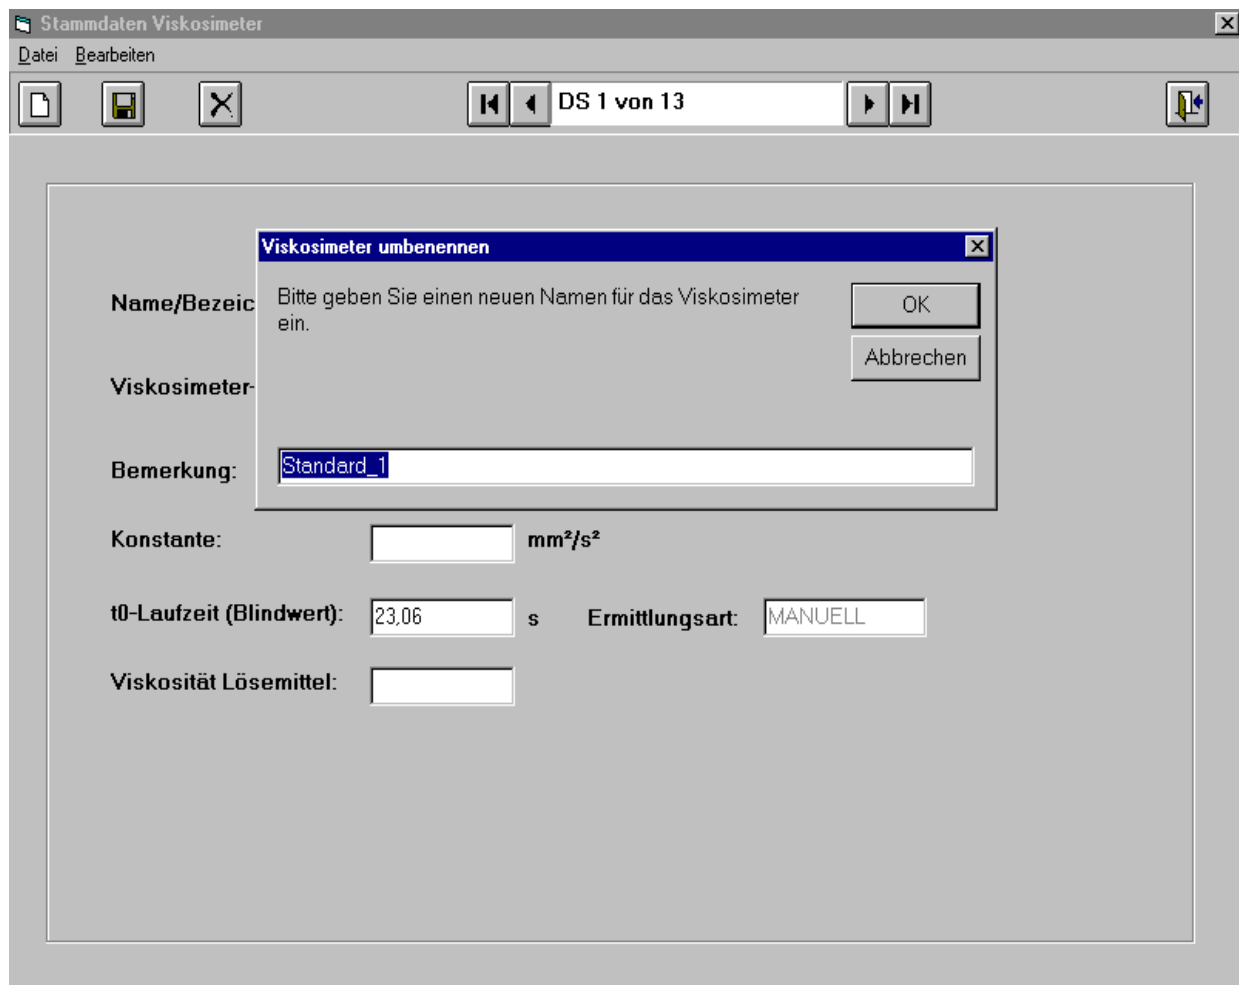 Stammdaten Viskosimeter
Datei Bearbeiten
DS 1 von 13
Viskosimeter umbenennen
Bitte geben Sie einen neuen Namen für das Viskosimeter
ein.
OK
Abbrechen
Name/Bezeic
Viskosimeter-
Bemerkung:
Standard_1
Konstante: mm²/s²
t0-Laufzeit (Blindwert): 23,06 s Ermittlungsart: MANUELL
Viskosität Lösemittel: